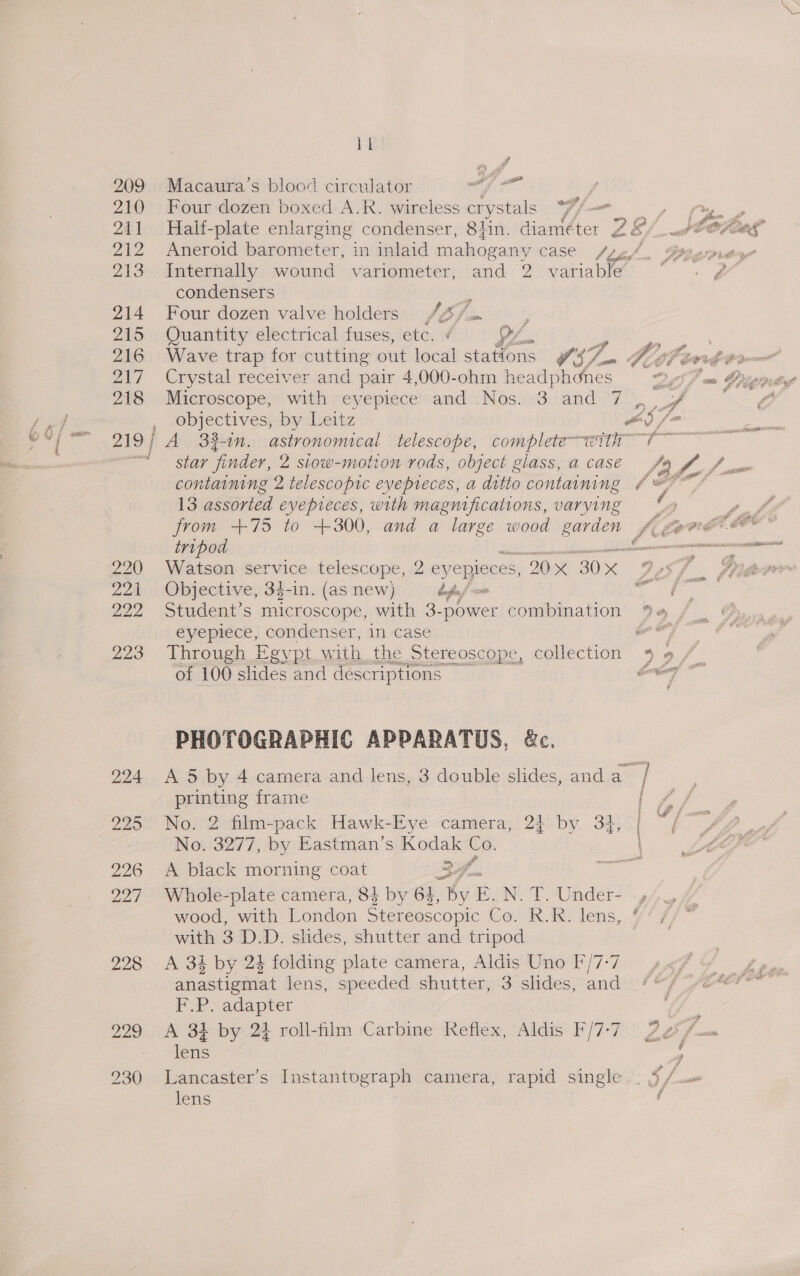 11
209 Macaura's blood circulator
210 Four dozen boxed A.R. wireless crystals 7/-
211 Half-plate enlarging condenser, 8½in. diameter 28/-
212 Aneroid barometer, in inlaid mahogany case
213 Internally wound variometer, and 2 variable
condensers
214 Four dozen valve holders 15/-
215 Quantity electrical fuses, etc.
216 Wave trap for cutting out local stations
217 Crystal receiver and pair 4,000-ohm headphones
218 Microscope, with eyepiece and Nos. 3 and 7
objectives, by Leitz
60/- 219 A 3¾-in. astronomical telescope, complete with
star finder, 2 slow-motion rods, object glass, a case
containing 2 telescopic eyepieces, a ditto containing
13 assorted eyepieces, with magnifications, varying
from +75 to +300, and a large wood garden
tripod
220 Watson service telescope, 2 eyepieces, 20× 30×
221 Objective, 3¼-in. (as new)
222 Student's microscope, with 3-power combination
eyepiece, condenser, in case
223 Through Egypt with the Stereoscope, collection
of 100 slides and descriptions
PHOTOGRAPHIC APPARATUS, &c.
224 A 5 by 4 camera and lens, 3 double slides, and a
printing frame
225 No. 2 film-pack Hawk-Eye camera, 2¼ by 3¼,
No. 3277, by Eastman's Kodak Co.
226 A black morning coat
227 Whole-plate camera, 8½ by 6½, by E. N. T. Under-
wood, with London Stereoscopic Co. R.R. lens,
with 3 D.D. slides, shutter and tripod
228 A 3½ by 2½ folding plate camera, Aldis Uno F/7·7
anastigmat lens, speeded shutter, 3 slides, and
F.P. adapter
229 A 3¼ by 2¼ roll-film Carbine Reflex, Aldis F/7·7
lens
230 Lancaster's Instantograph camera, rapid single 5/-
lens